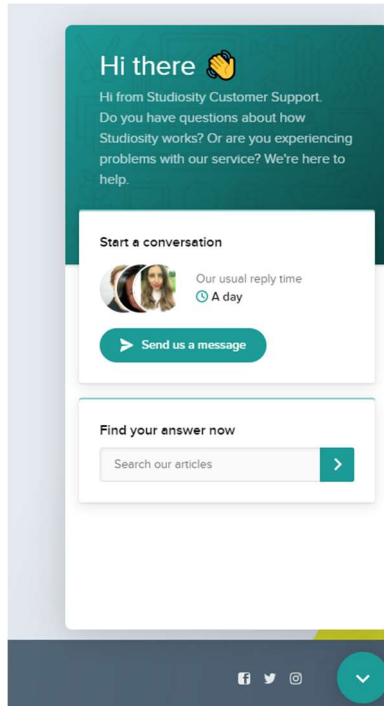 Hi there 👋
Hi from Studiosity Customer Support.
Do you have questions about how
Studiosity works? Or are you experiencing
problems with our service? We're here to
help.
Start a conversation
Our usual reply time
A day
Send us a message
Find your answer now
Search our articles